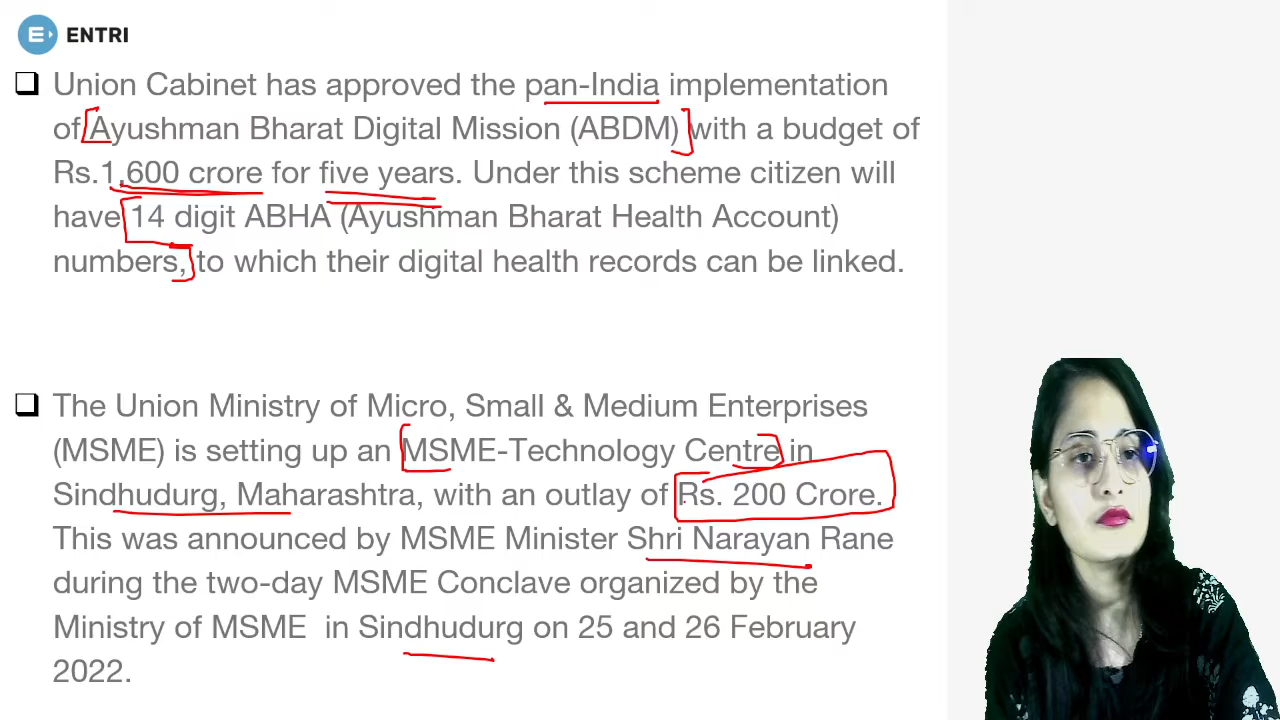 ENTRI
Union Cabinet has approved the pan-India implementation
of Ayushman Bharat Digital Mission (ABDM) with a budget of
Rs.1,600 crore for five years. Under this scheme citizen will
have 14 digit ABHA (Ayushman Bharat Health Account)
numbers, to which their digital health records can be linked.
The Union Ministry of Micro, Small & Medium Enterprises
(MSME) is setting up an MSME-Technology Centre in
Sindhudurg, Maharashtra, with an outlay of Rs. 200 Crore.
This was announced by MSME Minister Shri Narayan Rane
during the two-day MSME Conclave organized by the
Ministry of MSME in Sindhudurg on 25 and 26 February
2022.